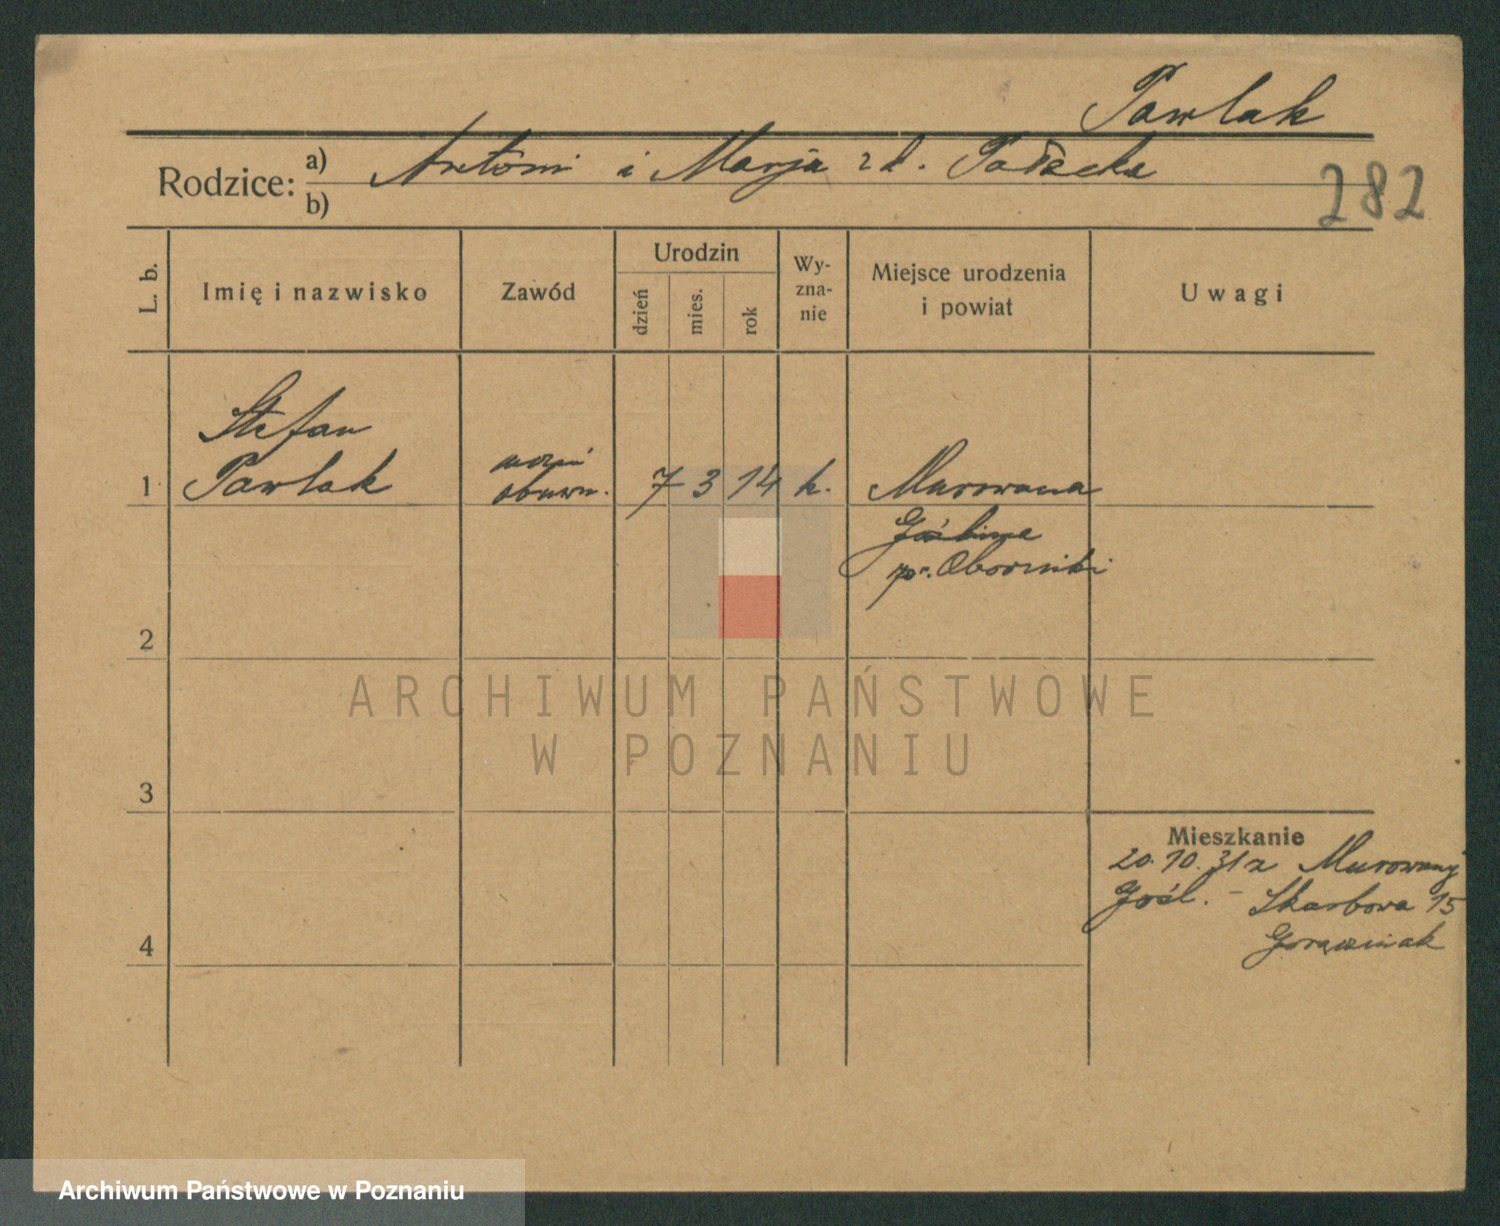 Pawlak
Rodzice: a) Antoni i Marja zd. Pałacka
b)
282
L. b.
Imię i nazwisko
Zawód
Urodzin
dzień
mies.
rok
Wy-
zna-
nie
Miejsce urodzenia
i powiat
Uwagi
Stefan
1 Pawlak
obuwn. 7 3 14 k. Murowana
Goślina
pr. Oborniki
2
ARCHIWUM PAŃSTWOWE
W POZNANIU
3
Mieszkanie
20.10.31 z Murowanej
Gośl. - Skarbowa 15
4
Archiwum Państwowe w Poznaniu